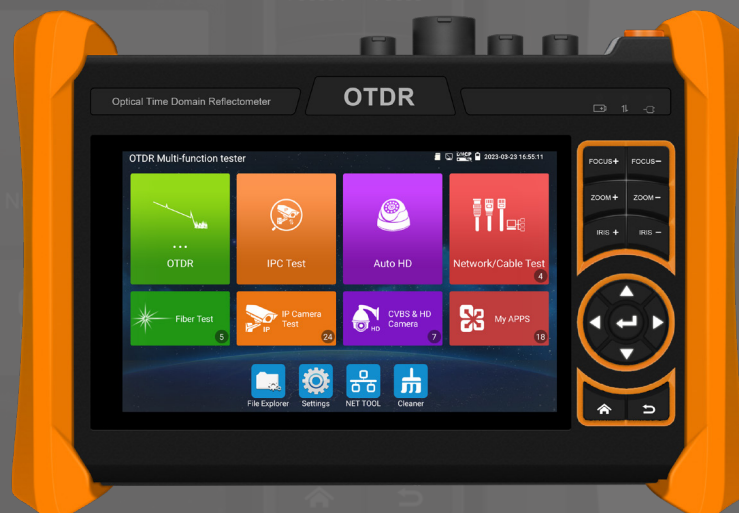 OTDR
Optical Time Domain Reflectometer
OTDR Multi-function tester
2023-03-23 16:55:11
OTDR
IPC Test
Auto HD
Network/Cable Test
4
Fiber Test
5
IP
IP Camera
Test
24
HD
CVBS & HD
Camera
7
My APPS
18
File Explorer
Settings
NET TOOL
Cleaner
FOCUS+
FOCUS−
ZOOM+
ZOOM−
IRIS +
IRIS −